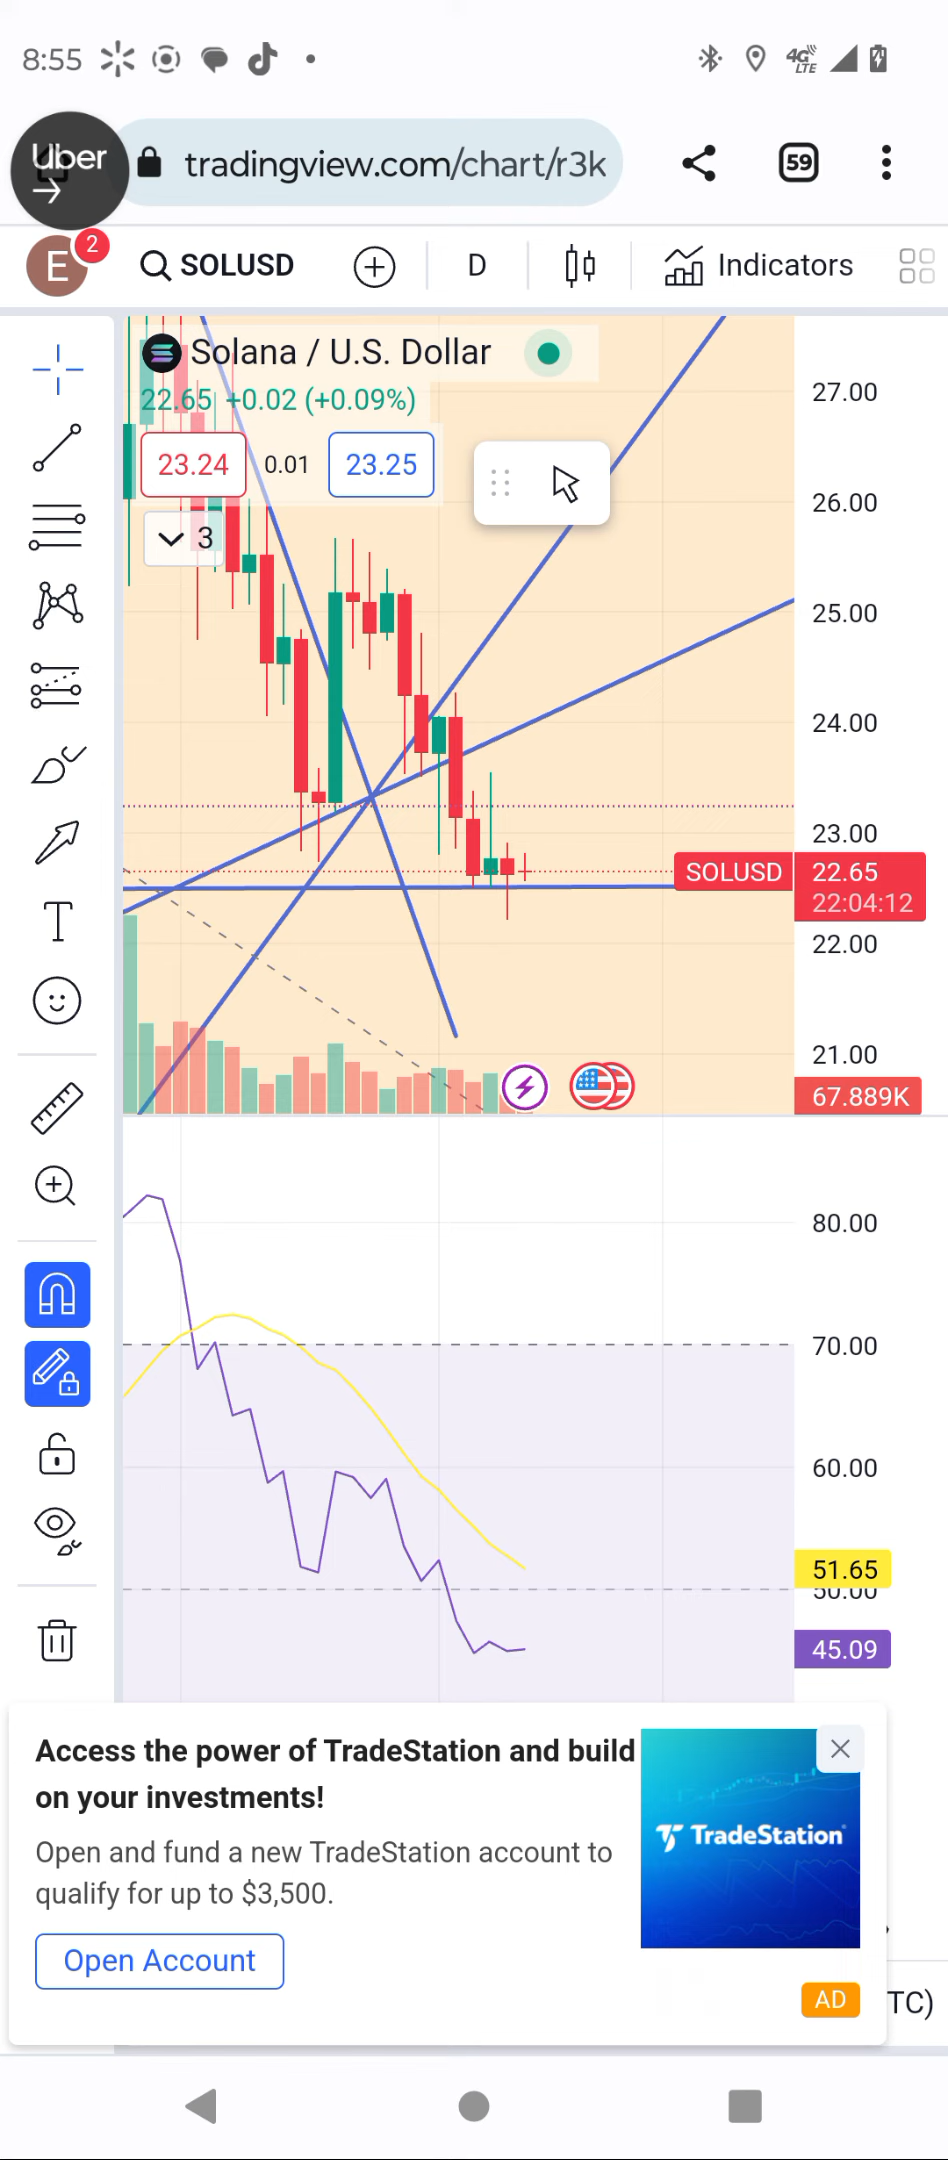 8:55
4G LTE
Uber
tradingview.com/chart/r3k
59
E
2
SOLUSD
D
Indicators
Solana / U.S. Dollar
22.65 +0.02 (+0.09%)
23.24
0.01
23.25
3
27.00
26.00
25.00
24.00
23.00
SOLUSD
22.65
22:04:12
22.00
21.00
67.889K
80.00
70.00
60.00
51.65
50.00
45.09
Access the power of TradeStation and build
on your investments!
Open and fund a new TradeStation account to
qualify for up to $3,500.
Open Account
TradeStation
AD
TC)